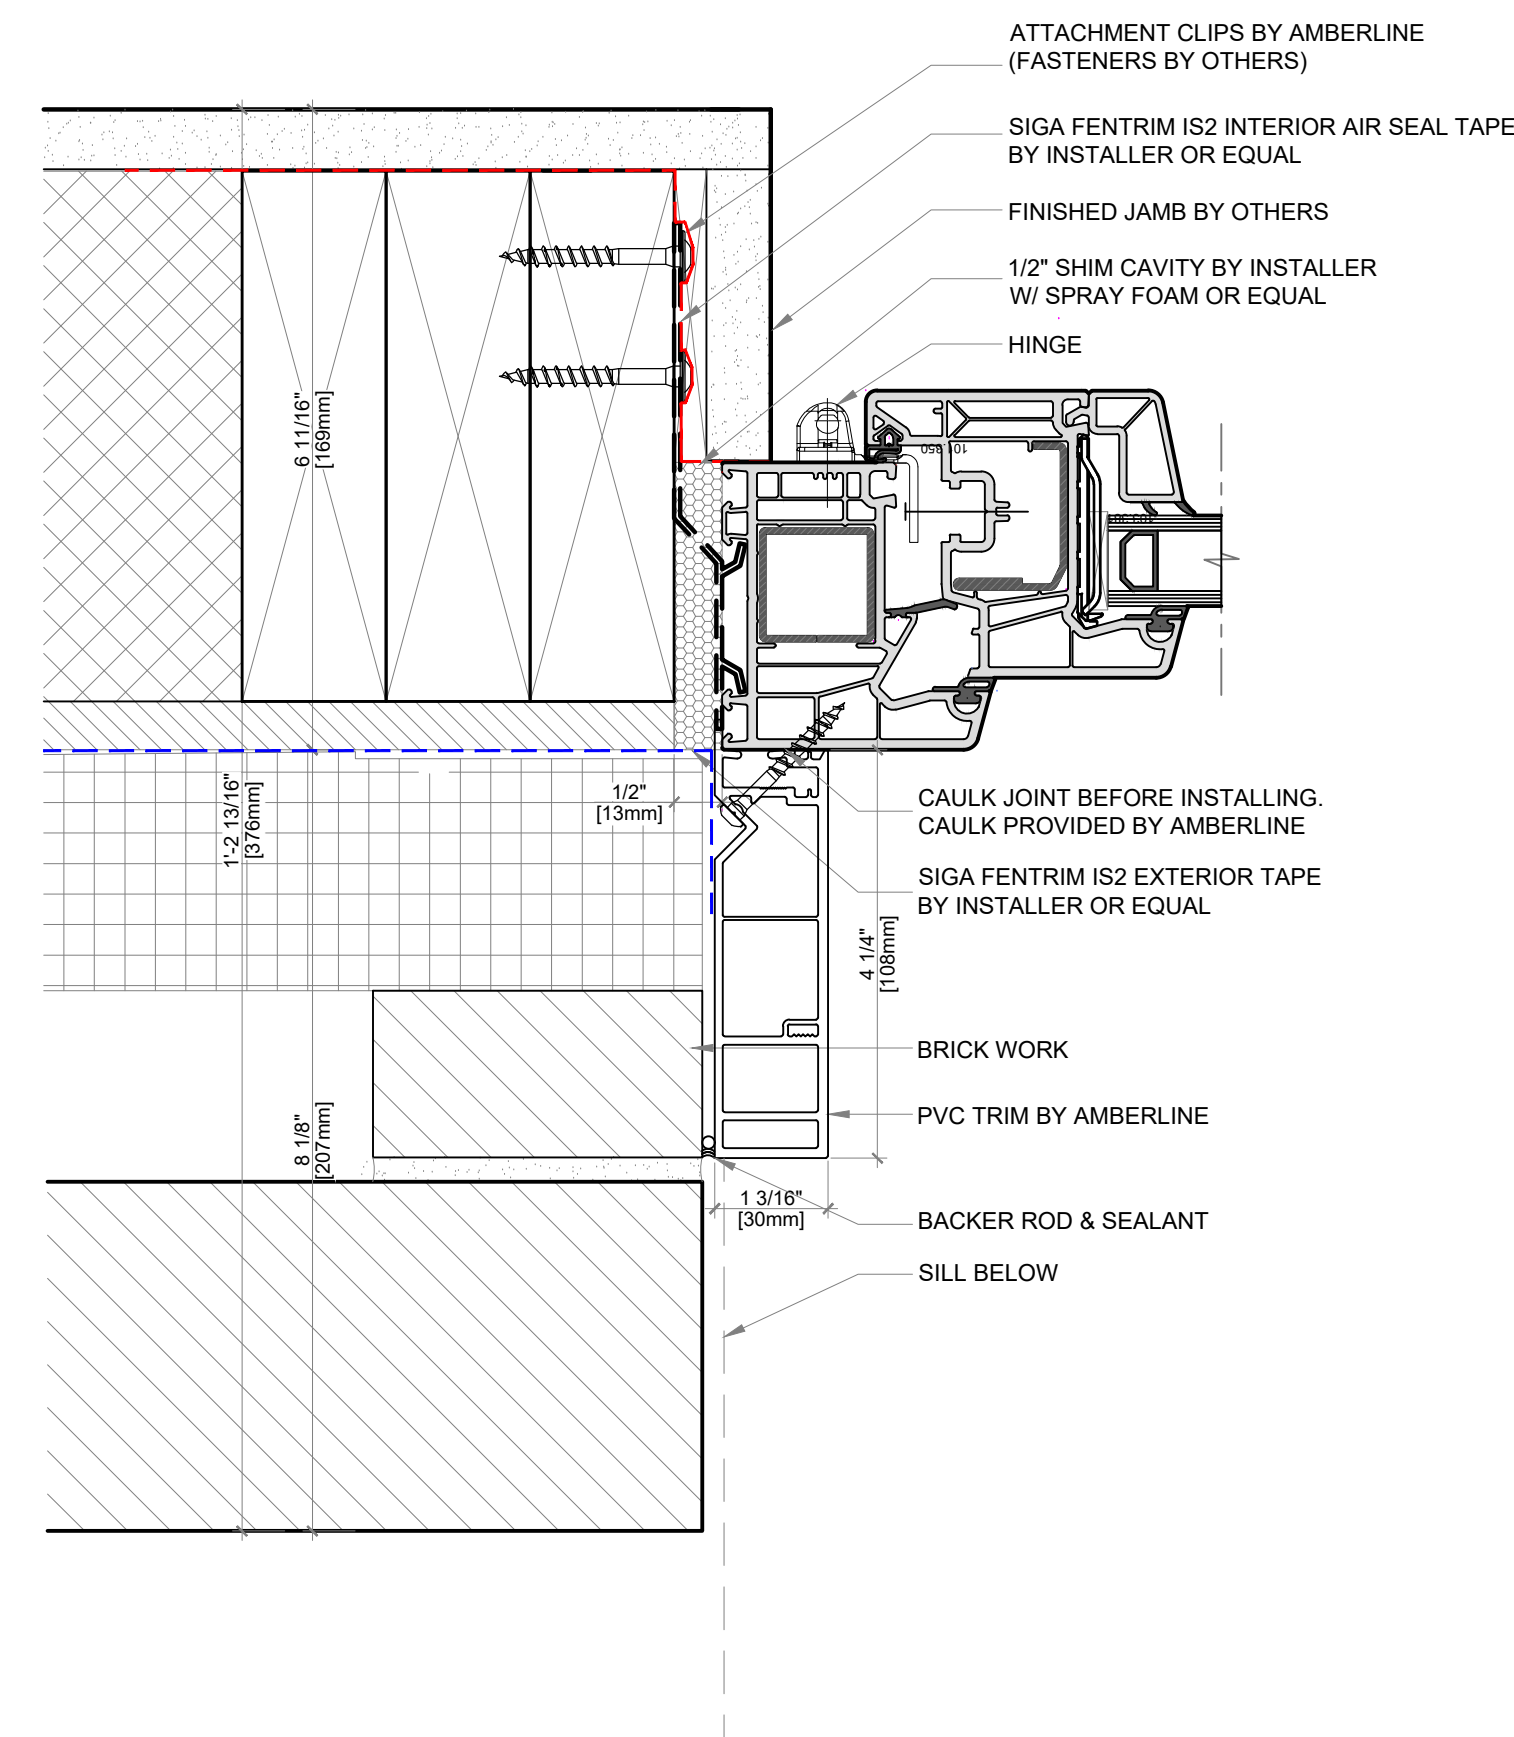 ATTACHMENT CLIPS BY AMBERLINE
(FASTENERS BY OTHERS)
SIGA FENTRIM IS2 INTERIOR AIR SEAL TAPE
BY INSTALLER OR EQUAL
FINISHED JAMB BY OTHERS
1/2" SHIM CAVITY BY INSTALLER
W/ SPRAY FOAM OR EQUAL
HINGE
6 11/16"
[169mm]
101.350
1'-2 13/16"
[376mm]
1/2"
[13mm]
CAULK JOINT BEFORE INSTALLING.
CAULK PROVIDED BY AMBERLINE
SIGA FENTRIM IS2 EXTERIOR TAPE
BY INSTALLER OR EQUAL
4 1/4"
[108mm]
BRICK WORK
PVC TRIM BY AMBERLINE
8 1/8"
[207mm]
1 3/16"
[30mm]
BACKER ROD & SEALANT
SILL BELOW